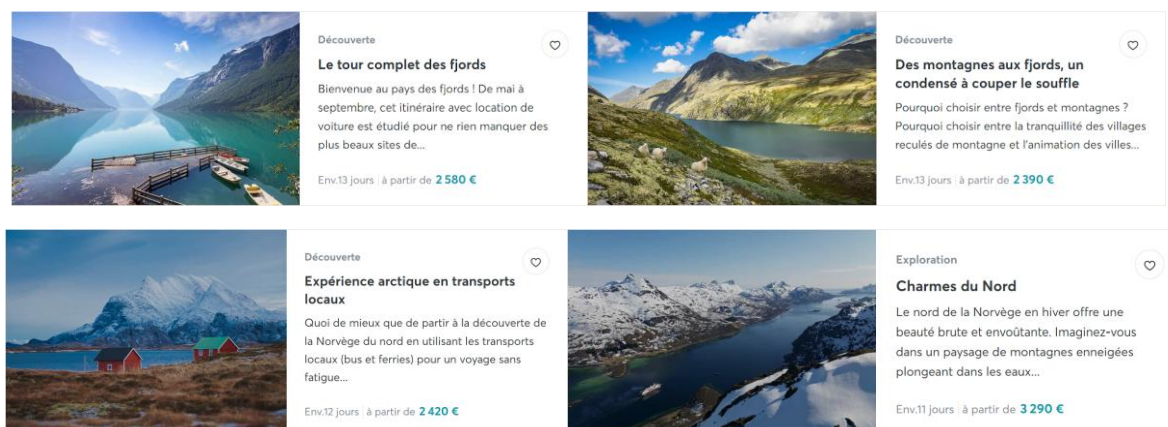 Découverte
Le tour complet des fjords
Bienvenue au pays des fjords ! De mai à
septembre, cet itinéraire avec location de
voiture est étudié pour ne rien manquer des
plus beaux sites de...
Env.13 jours à partir de 2 580 €
Découverte
Des montagnes aux fjords, un
condensé à couper le souffle
Pourquoi choisir entre fjords et montagnes ?
Pourquoi choisir entre la tranquillité des villages
reculés de montagne et l'animation des villes...
Env.13 jours à partir de 2 390 €
Découverte
Expérience arctique en transports
locaux
Quoi de mieux que de partir à la découverte de
la Norvège du nord en utilisant les transports
locaux (bus et ferries) pour un voyage sans
fatigue...
Env.12 jours à partir de 2 420 €
Exploration
Charmes du Nord
Le nord de la Norvège en hiver offre une
beauté brute et envoûtante. Imaginez-vous
dans un paysage de montagnes enneigées
plongeant dans les eaux...
Env.11 jours à partir de 3 290 €